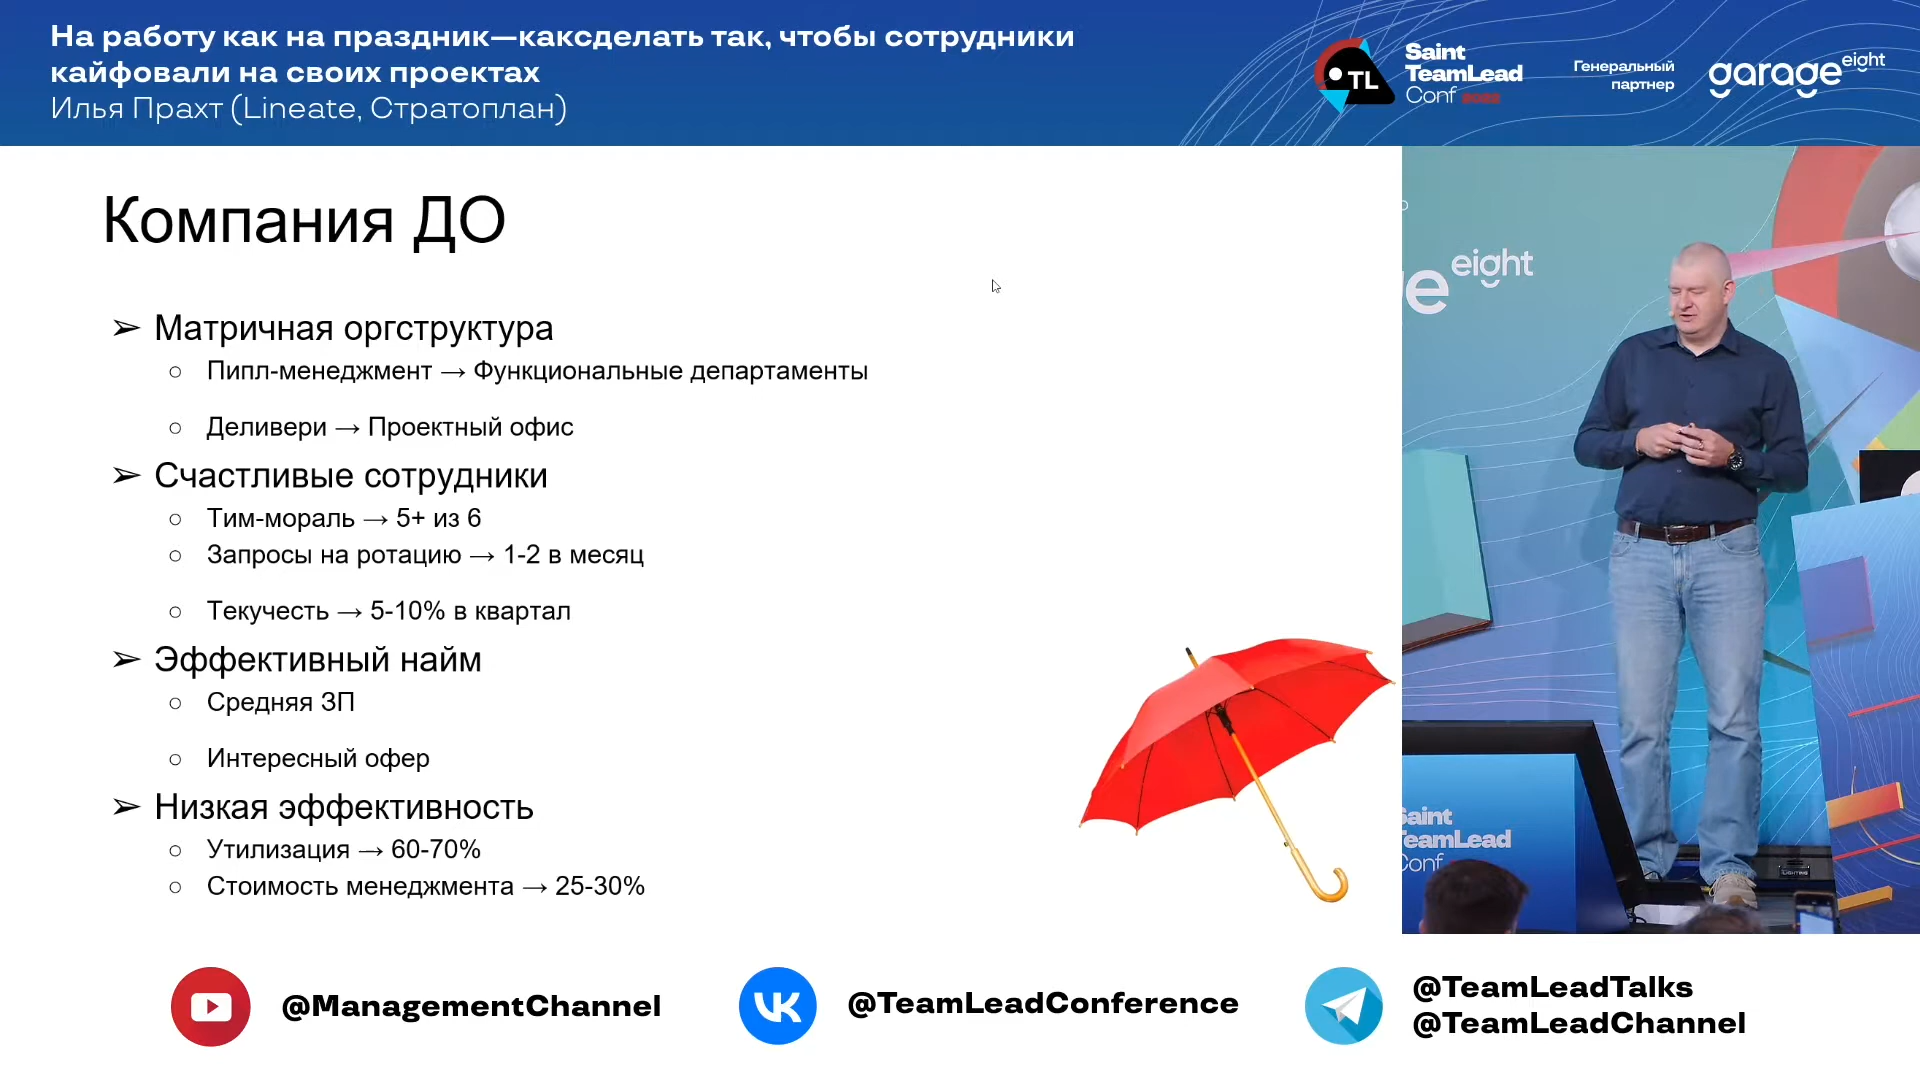 На работу как на праздник—каксделать так, чтобы сотрудники
кайфовали на своих проектах
Илья Прахт (Lineate, Стратоплан)
TL
Saint
TeamLead
Conf 2022
Генеральный
партнер
garage eight
Компания ДО
➢ Матричная оргструктура
○ Пипл-менеджмент → Функциональные департаменты
○ Деливери → Проектный офис
➢ Счастливые сотрудники
○ Тим-мораль → 5+ из 6
○ Запросы на ротацию → 1-2 в месяц
○ Текучесть → 5-10% в квартал
➢ Эффективный найм
○ Средняя ЗП
○ Интересный офер
➢ Низкая эффективность
○ Утилизация → 60-70%
○ Стоимость менеджмента → 25-30%
e eight
Saint
TeamLead
Conf
@ManagementChannel
@TeamLeadConference
@TeamLeadTalks
@TeamLeadChannel